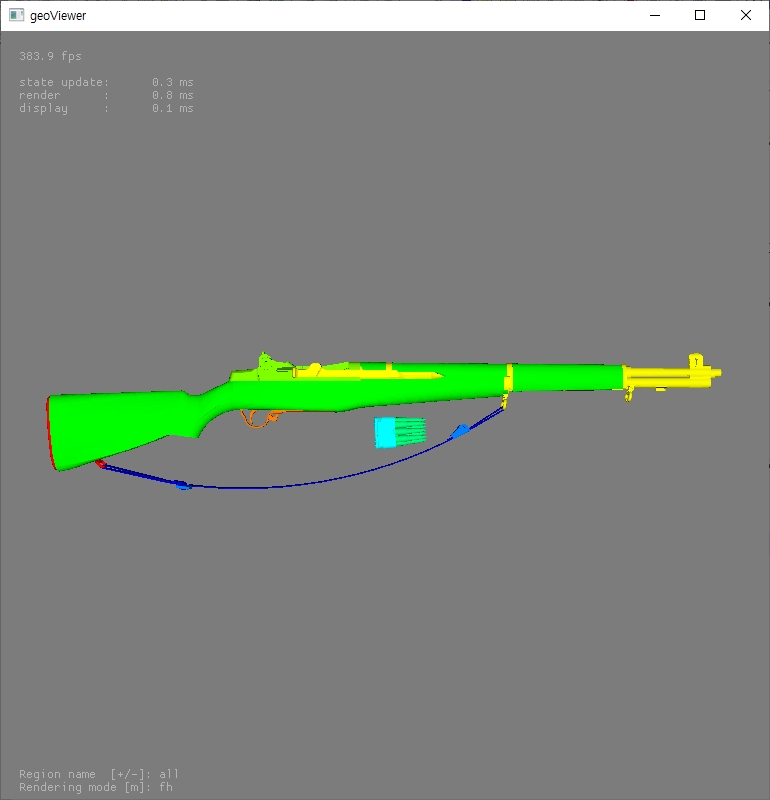 geoViewer
383.9 fps
state update: 0.3 ms
render : 0.8 ms
display : 0.1 ms
Region name [+/-]: all
Rendering mode [m]: fh